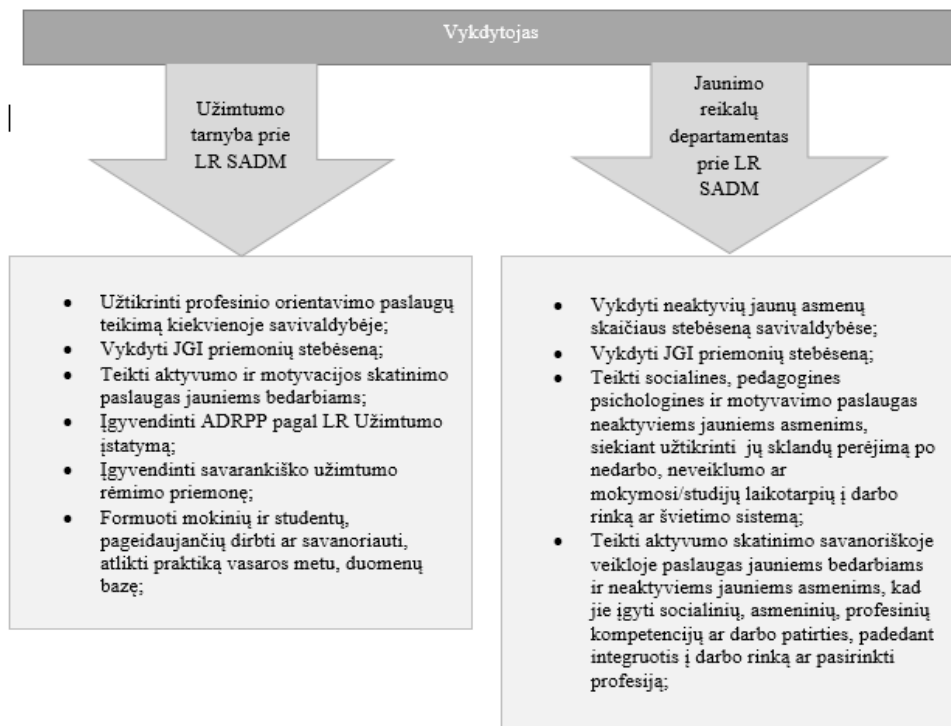 Vykdytojas
Užimtumo
tarnyba prie
LR SADM
Jaunimo
reikalų
departamentas
prie LR
SADM
• Užtikrinti profesinio orientavimo paslaugų
teikimą kiekvienoje savivaldybėje;
• Vykdyti JGI priemonių stebėseną;
• Teikti aktyvumo ir motyvacijos skatinimo
paslaugas jauniems bedarbiams;
• Įgyvendinti ADRPP pagal LR Užimtumo
įstatymą;
• Įgyvendinti savarankiško užimtumo
rėmimo priemonę;
• Formuoti mokinių ir studentų,
pageidaujančių dirbti ar savanoriauti,
atlikti praktiką vasaros metu, duomenų
bazę;
• Vykdyti neaktyvių jaunų asmenų
skaičiaus stebėseną savivaldybėse;
• Vykdyti JGI priemonių stebėseną;
• Teikti socialines, pedagogines
psichologines ir motyvavimo paslaugas
neaktyviems jauniems asmenims,
siekiant užtikrinti jų sklandų perėjimą po
nedarbo, neveiklumo ar
mokymosi/studijų laikotarpių į darbo
rinką ar švietimo sistemą;
• Teikti aktyvumo skatinimo savanoriškoje
veikloje paslaugas jauniems bedarbiams
ir neaktyviems jauniems asmenims, kad
jie įgyti socialinių, asmeninių, profesinių
kompetencijų ar darbo patirties, padedant
integruotis į darbo rinką ar pasirinkti
profesiją;